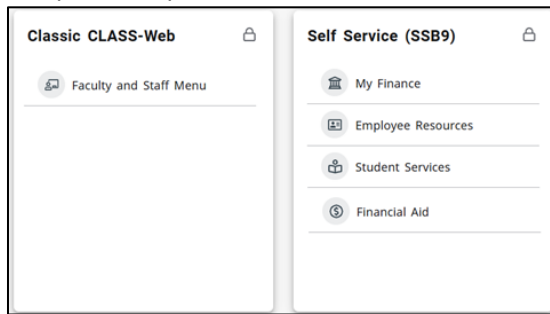 Classic CLASS-Web
Faculty and Staff Menu
Self Service (SSB9)
My Finance
Employee Resources
Student Services
Financial Aid